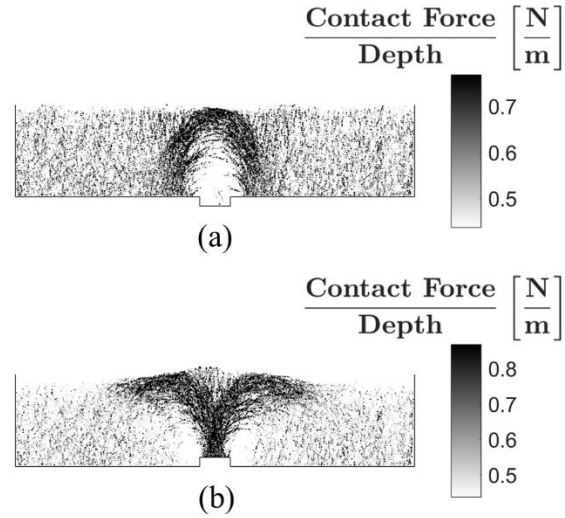 Contact Force
Depth
[N/m]
0.7
0.6
0.5
(a)
Contact Force
Depth
[N/m]
0.8
0.7
0.6
0.5
(b)